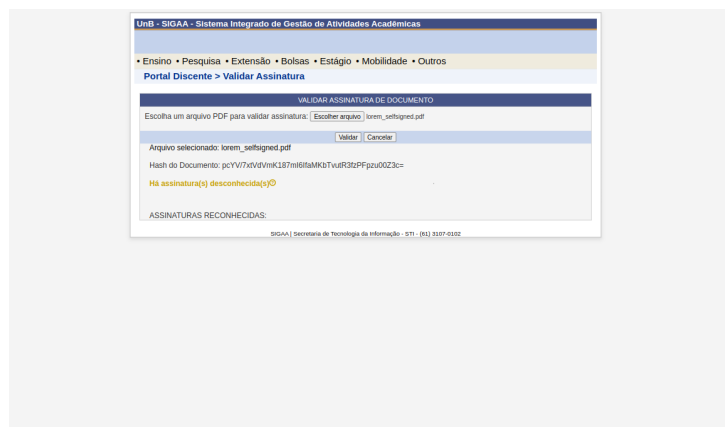 UnB - SIGAA - Sistema Integrado de Gestão de Atividades Acadêmicas
• Ensino • Pesquisa • Extensão • Bolsas • Estágio • Mobilidade • Outros
Portal Discente > Validar Assinatura
VALIDAR ASSINATURA DE DOCUMENTO
Escolha um arquivo PDF para validar assinatura: Escolher arquivo lorem_selfsigned.pdf
Validar Cancelar
Arquivo selecionado: lorem_selfsigned.pdf
Hash do Documento: pcYV/7xtVdVmK187mI6IfaMKbTvutR3fzPFpzu00Z3c=
Há assinatura(s) desconhecida(s)
ASSINATURAS RECONHECIDAS:
SIGAA | Secretaria de Tecnologia da Informação - STI - (61) 3107-0102